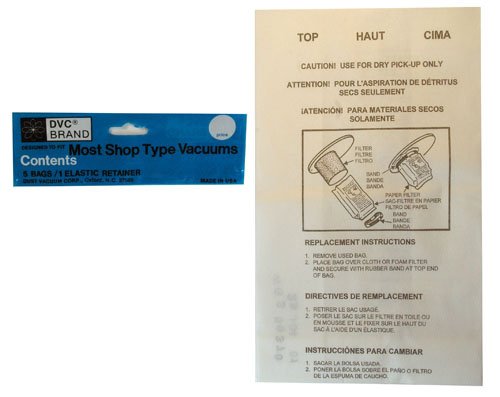 DVC®
BRAND
DESIGNED TO FIT Most Shop Type Vacuums
Contents
5 BAGS/1 ELASTIC RETAINER
DUST VACUUM CORP., Oxford, N.C. 27565
MADE IN USA
TOP HAUT CIMA
CAUTION! USE FOR DRY PICK-UP ONLY
ATTENTION! POUR L'ASPIRATION DE DÉTRITUS
SECS SEULEMENT
¡ATENCIÓN! PARA MATERIALES SECOS
SOLAMENTE
FILTER
FILTRE
FILTRO
BAND
BANDE
BANDA
PAPER FILTER
SAC-FILTRE EN PAPIER
FILTRO DE PAPEL
BAND
BANDE
BANDA
REPLACEMENT INSTRUCTIONS
1. REMOVE USED BAG.
2. PLACE BAG OVER CLOTH OR FOAM FILTER
AND SECURE WITH RUBBER BAND AT TOP END
OF BAG.
DIRECTIVES DE REMPLACEMENT
1. RETIRER LE SAC USAGÉ.
2. POSER LE SAC SUR LE FILTRE EN TOILE OU
EN MOUSSE ET LE FIXER SUR LE HAUT DU
SAC À L'AIDE D'UN ÉLASTIQUE.
INSTRUCCIÓNES PARA CAMBIAR
1. SACAR LA BOLSA USADA.
2. PONER LA BOLSA SOBRE EL PAÑO O FILTRO
DE LA ESPUMA DE CAUCHO.